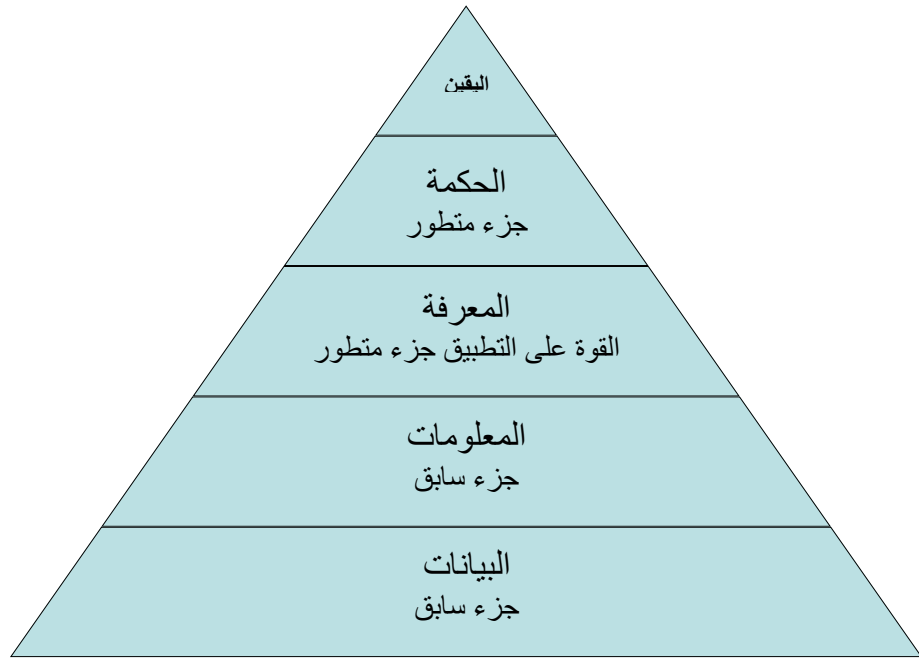 اليقين
الحكمة
جزء متطور
المعرفة
القوة على التطبيق جزء متطور
المعلومات
جزء سابق
البيانات
جزء سابق